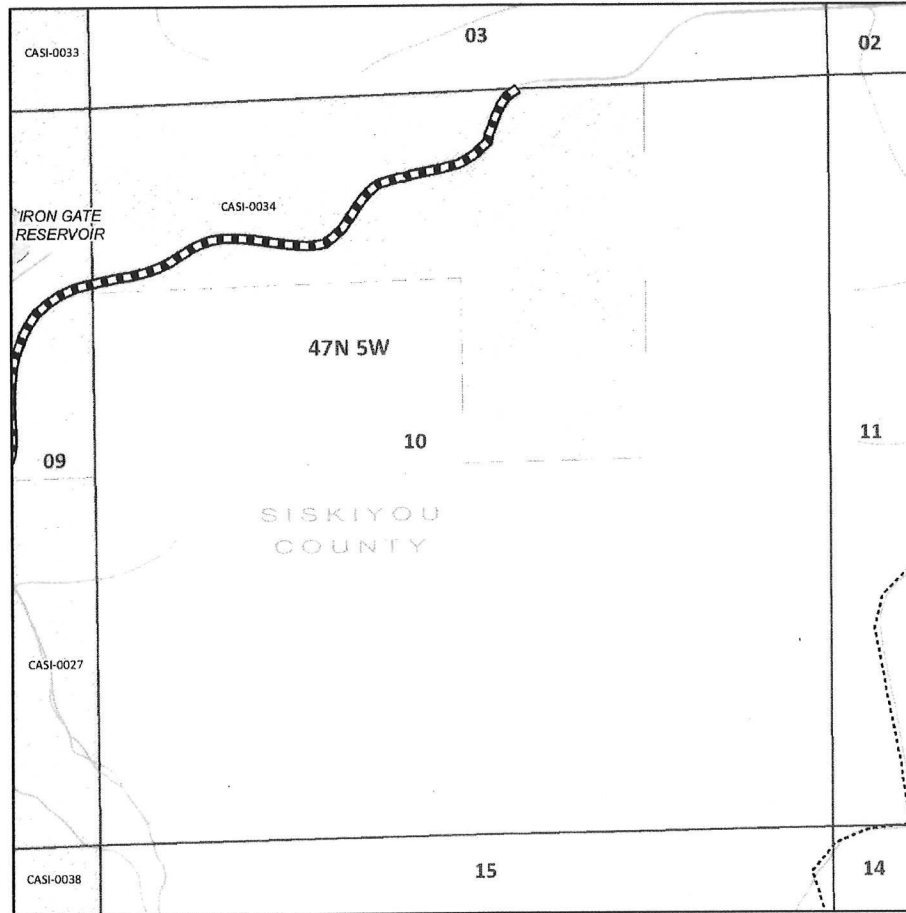 03
02
CASI-0033
CASI-0034
IRON GATE
RESERVOIR
47N 5W
10
11
09
SISKIYOU
COUNTY
CASI-0027
15
14
CASI-0038